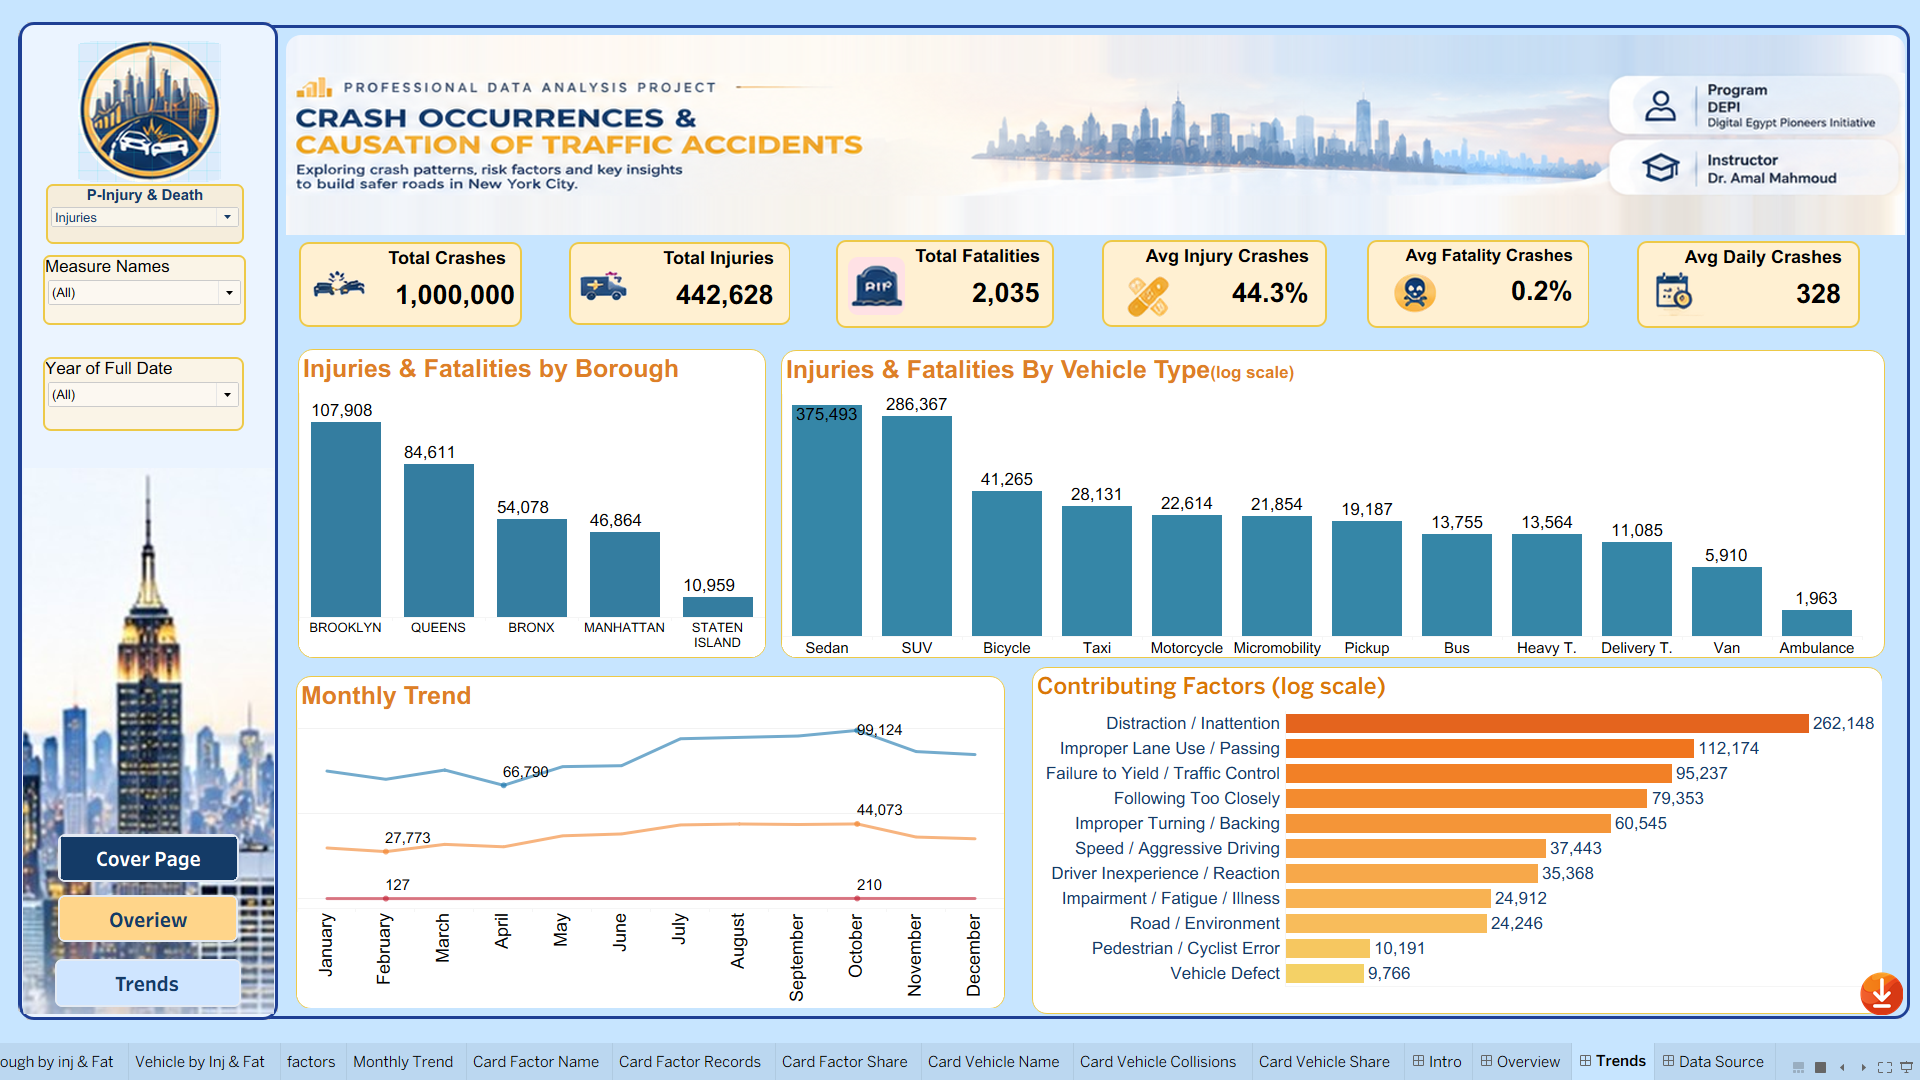 PROFESSIONAL DATA ANALYSIS PROJECT
CRASH OCCURRENCES &
CAUSATION OF TRAFFIC ACCIDENTS
Exploring crash patterns, risk factors and key insights
to build safer roads in New York City.
Program
DEPI
Digital Egypt Pioneers Initiative
Instructor
Dr. Amal Mahmoud
P-Injury & Death
Injuries
Measure Names
(All)
Year of Full Date
(All)
Cover Page
Overiew
Trends
Total Crashes
1,000,000
Total Injuries
442,628
RIP
Total Fatalities
2,035
Avg Injury Crashes
44.3%
Avg Fatality Crashes
0.2%
Avg Daily Crashes
328
Injuries & Fatalities by Borough
107,908
84,611
54,078
46,864
10,959
BROOKLYN
QUEENS
BRONX
MANHATTAN
STATEN
ISLAND
Injuries & Fatalities By Vehicle Type(log scale)
375,493
286,367
41,265
28,131
22,614
21,854
19,187
13,755
13,564
11,085
5,910
1,963
Sedan
SUV
Bicycle
Taxi
Motorcycle
Micromobility
Pickup
Bus
Heavy T.
Delivery T.
Van
Ambulance
Monthly Trend
99,124
66,790
44,073
27,773
127
210
January
February
March
April
May
June
July
August
September
October
November
December
Contributing Factors (log scale)
Distraction / Inattention 262,148
Improper Lane Use / Passing 112,174
Failure to Yield / Traffic Control 95,237
Following Too Closely 79,353
Improper Turning / Backing 60,545
Speed / Aggressive Driving 37,443
Driver Inexperience / Reaction 35,368
Impairment / Fatigue / Illness 24,912
Road / Environment 24,246
Pedestrian / Cyclist Error 10,191
Vehicle Defect 9,766
ough by inj & Fat
Vehicle by Inj & Fat
factors
Monthly Trend
Card Factor Name
Card Factor Records
Card Factor Share
Card Vehicle Name
Card Vehicle Collisions
Card Vehicle Share
Intro
Overview
Trends
Data Source